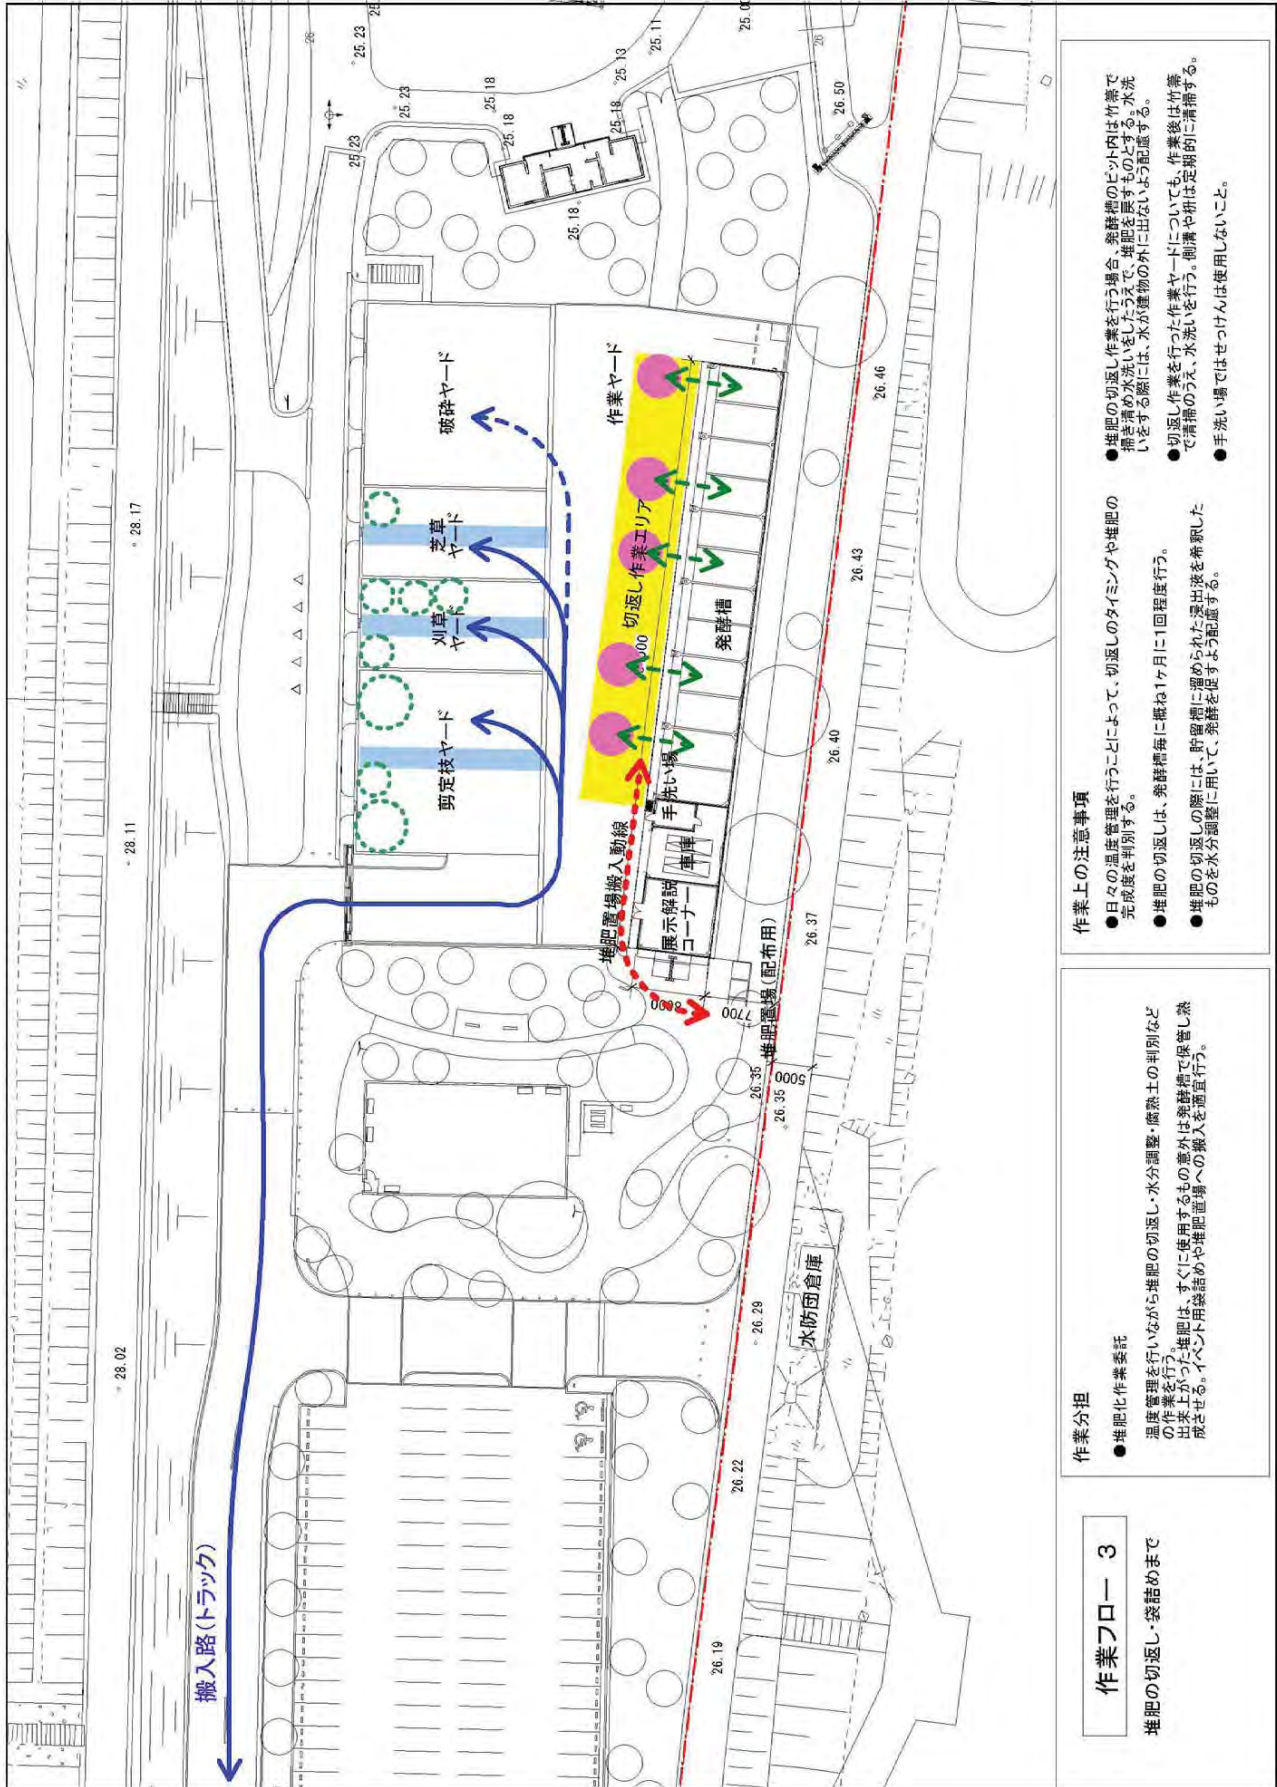 搬入路(トラック)
28.02
28.11
28.17
25.23
25.23
25.23
25.18
25.18
25.18
25.18
25.13
25.11
26
26
26.50
破砕ヤード
芝草
ヤード
刈草
ヤード
剪定枝ヤード
作業ヤード
切返し作業エリア
発酵槽
手洗い場
車庫
展示解説
コーナー
堆肥置場搬入動線
堆肥置場(配布用)
8000
7700
5000
26.46
26.43
26.40
26.37
26.35
26.35
26.29
26.22
26.19
水防団倉庫
作業フロー 3
堆肥の切返し・袋詰めまで
作業分担
●堆肥化作業委託
温度管理を行いながら堆肥の切返し・水分調整・腐熟土の判別など
の作業を行う。
出来上がった堆肥は、すぐに使用するもの意外は発酵槽で保管し熟
成させる。イベント用袋詰めや堆肥置場への搬入を適宜行う。
作業上の注意事項
●日々の温度管理を行うことによって、切返しのタイミングや堆肥の
完成度を判別する。
●堆肥の切返しは、発酵槽毎に概ね1ヶ月に1回程度行う。
●堆肥の切返しの際には、貯留槽に溜められた浸出液を希釈した
ものを水分調整に用いて、発酵を促すよう配慮する。
●堆肥の切返し作業を行う場合、発酵槽のピット内は竹箒で
掃き清め水洗いをしたうえで、堆肥を戻すものとする。水洗
いをする際には、水が建物の外に出ないよう配慮する。
●切返し作業を行った作業ヤードについても、作業後は竹箒
で清掃のうえ、水洗いを行う。側溝や枡は定期的に清掃する。
●手洗い場ではせっけんは使用しないこと。